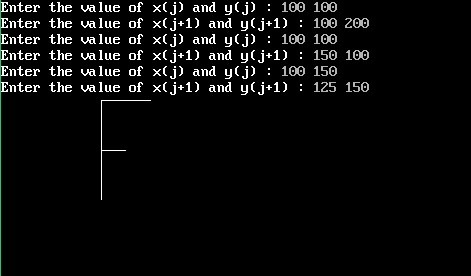 Enter the value of x(j) and y(j) : 100 100
Enter the value of x(j+1) and y(j+1) : 100 200
Enter the value of x(j) and y(j) : 100 100
Enter the value of x(j+1) and y(j+1) : 150 100
Enter the value of x(j) and y(j) : 100 150
Enter the value of x(j+1) and y(j+1) : 125 150